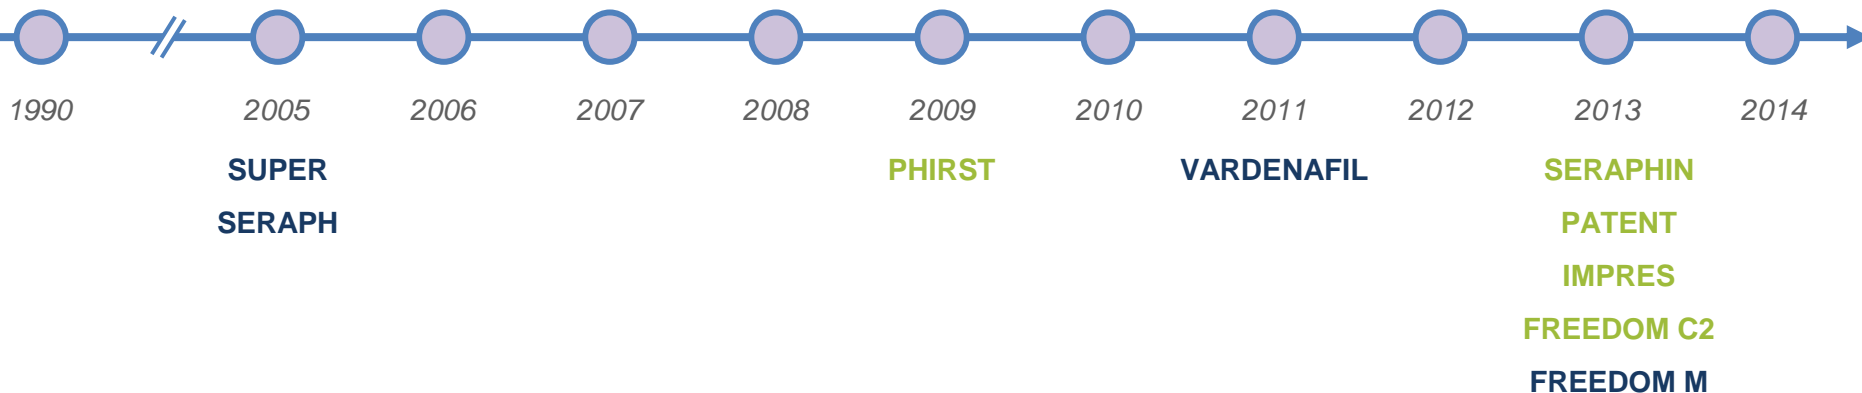 1990 2005 2006 2007 2008 2009 2010 2011 2012 2013 2014
SUPER PHIRST VARDENAFIL SERAPHIN
SERAPH PATENT
IMPRES
FREEDOM C2
FREEDOM M